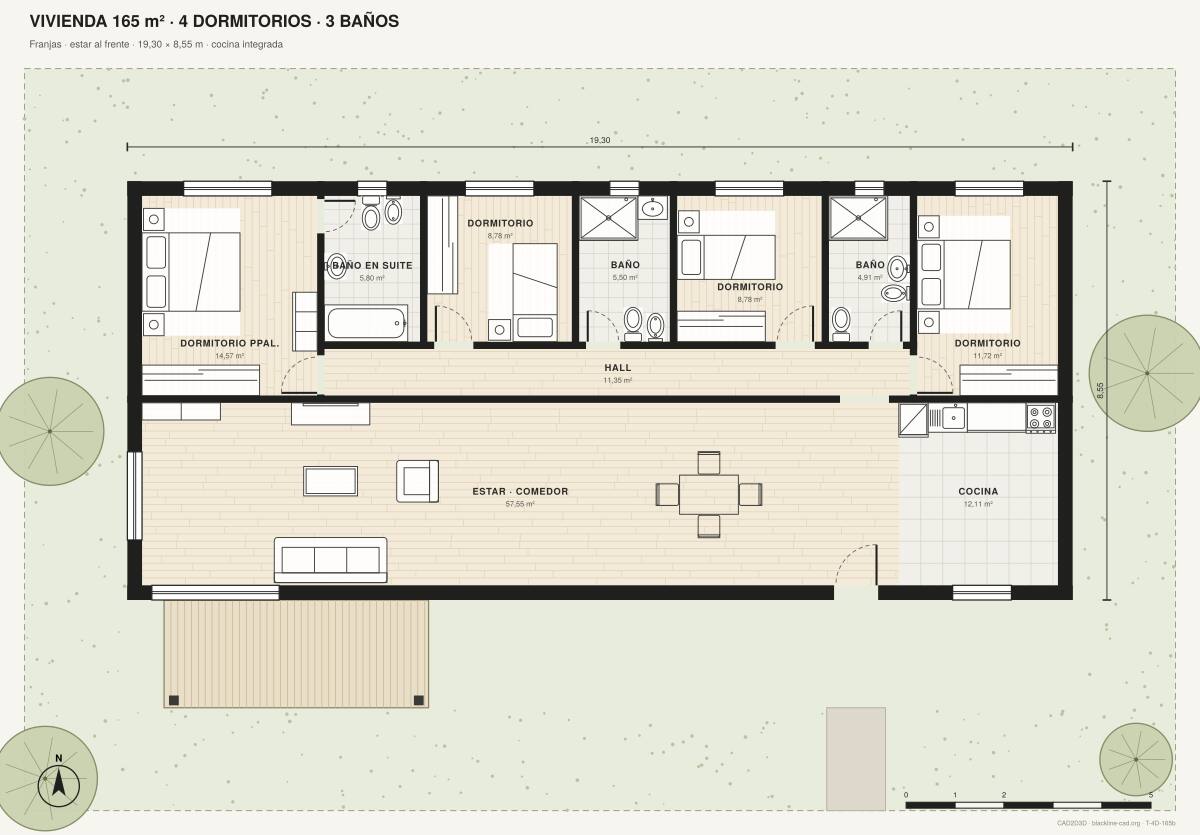 VIVIENDA 165 m² · 4 DORMITORIOS · 3 BAÑOS
Franjas · estar al frente · 19,30 × 8,55 m · cocina integrada
19,30
DORMITORIO
8,78 m²
BAÑO EN SUITE
5,80 m²
BAÑO
5,50 m²
BAÑO
4,91 m²
DORMITORIO
8,78 m²
DORMITORIO PPAL.
14,57 m²
DORMITORIO
11,72 m²
HALL
11,35 m²
8,55
ESTAR · COMEDOR
57,55 m²
COCINA
12,11 m²
N
0 1 2 5
CAD2D3D · blackline-cad.org · T-4D-165b